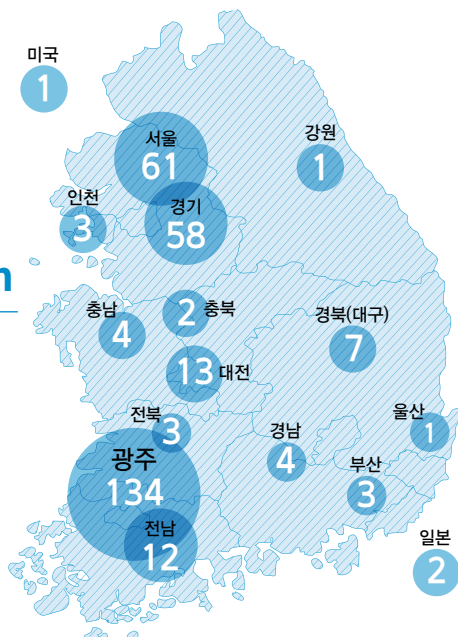 미국
1
서울
61
강원
1
인천
3
경기
58
충남
4
2 충북
경북(대구)
7
13 대전
전북
3
울산
1
경남
4
광주
134
부산
3
전남
12
일본
2